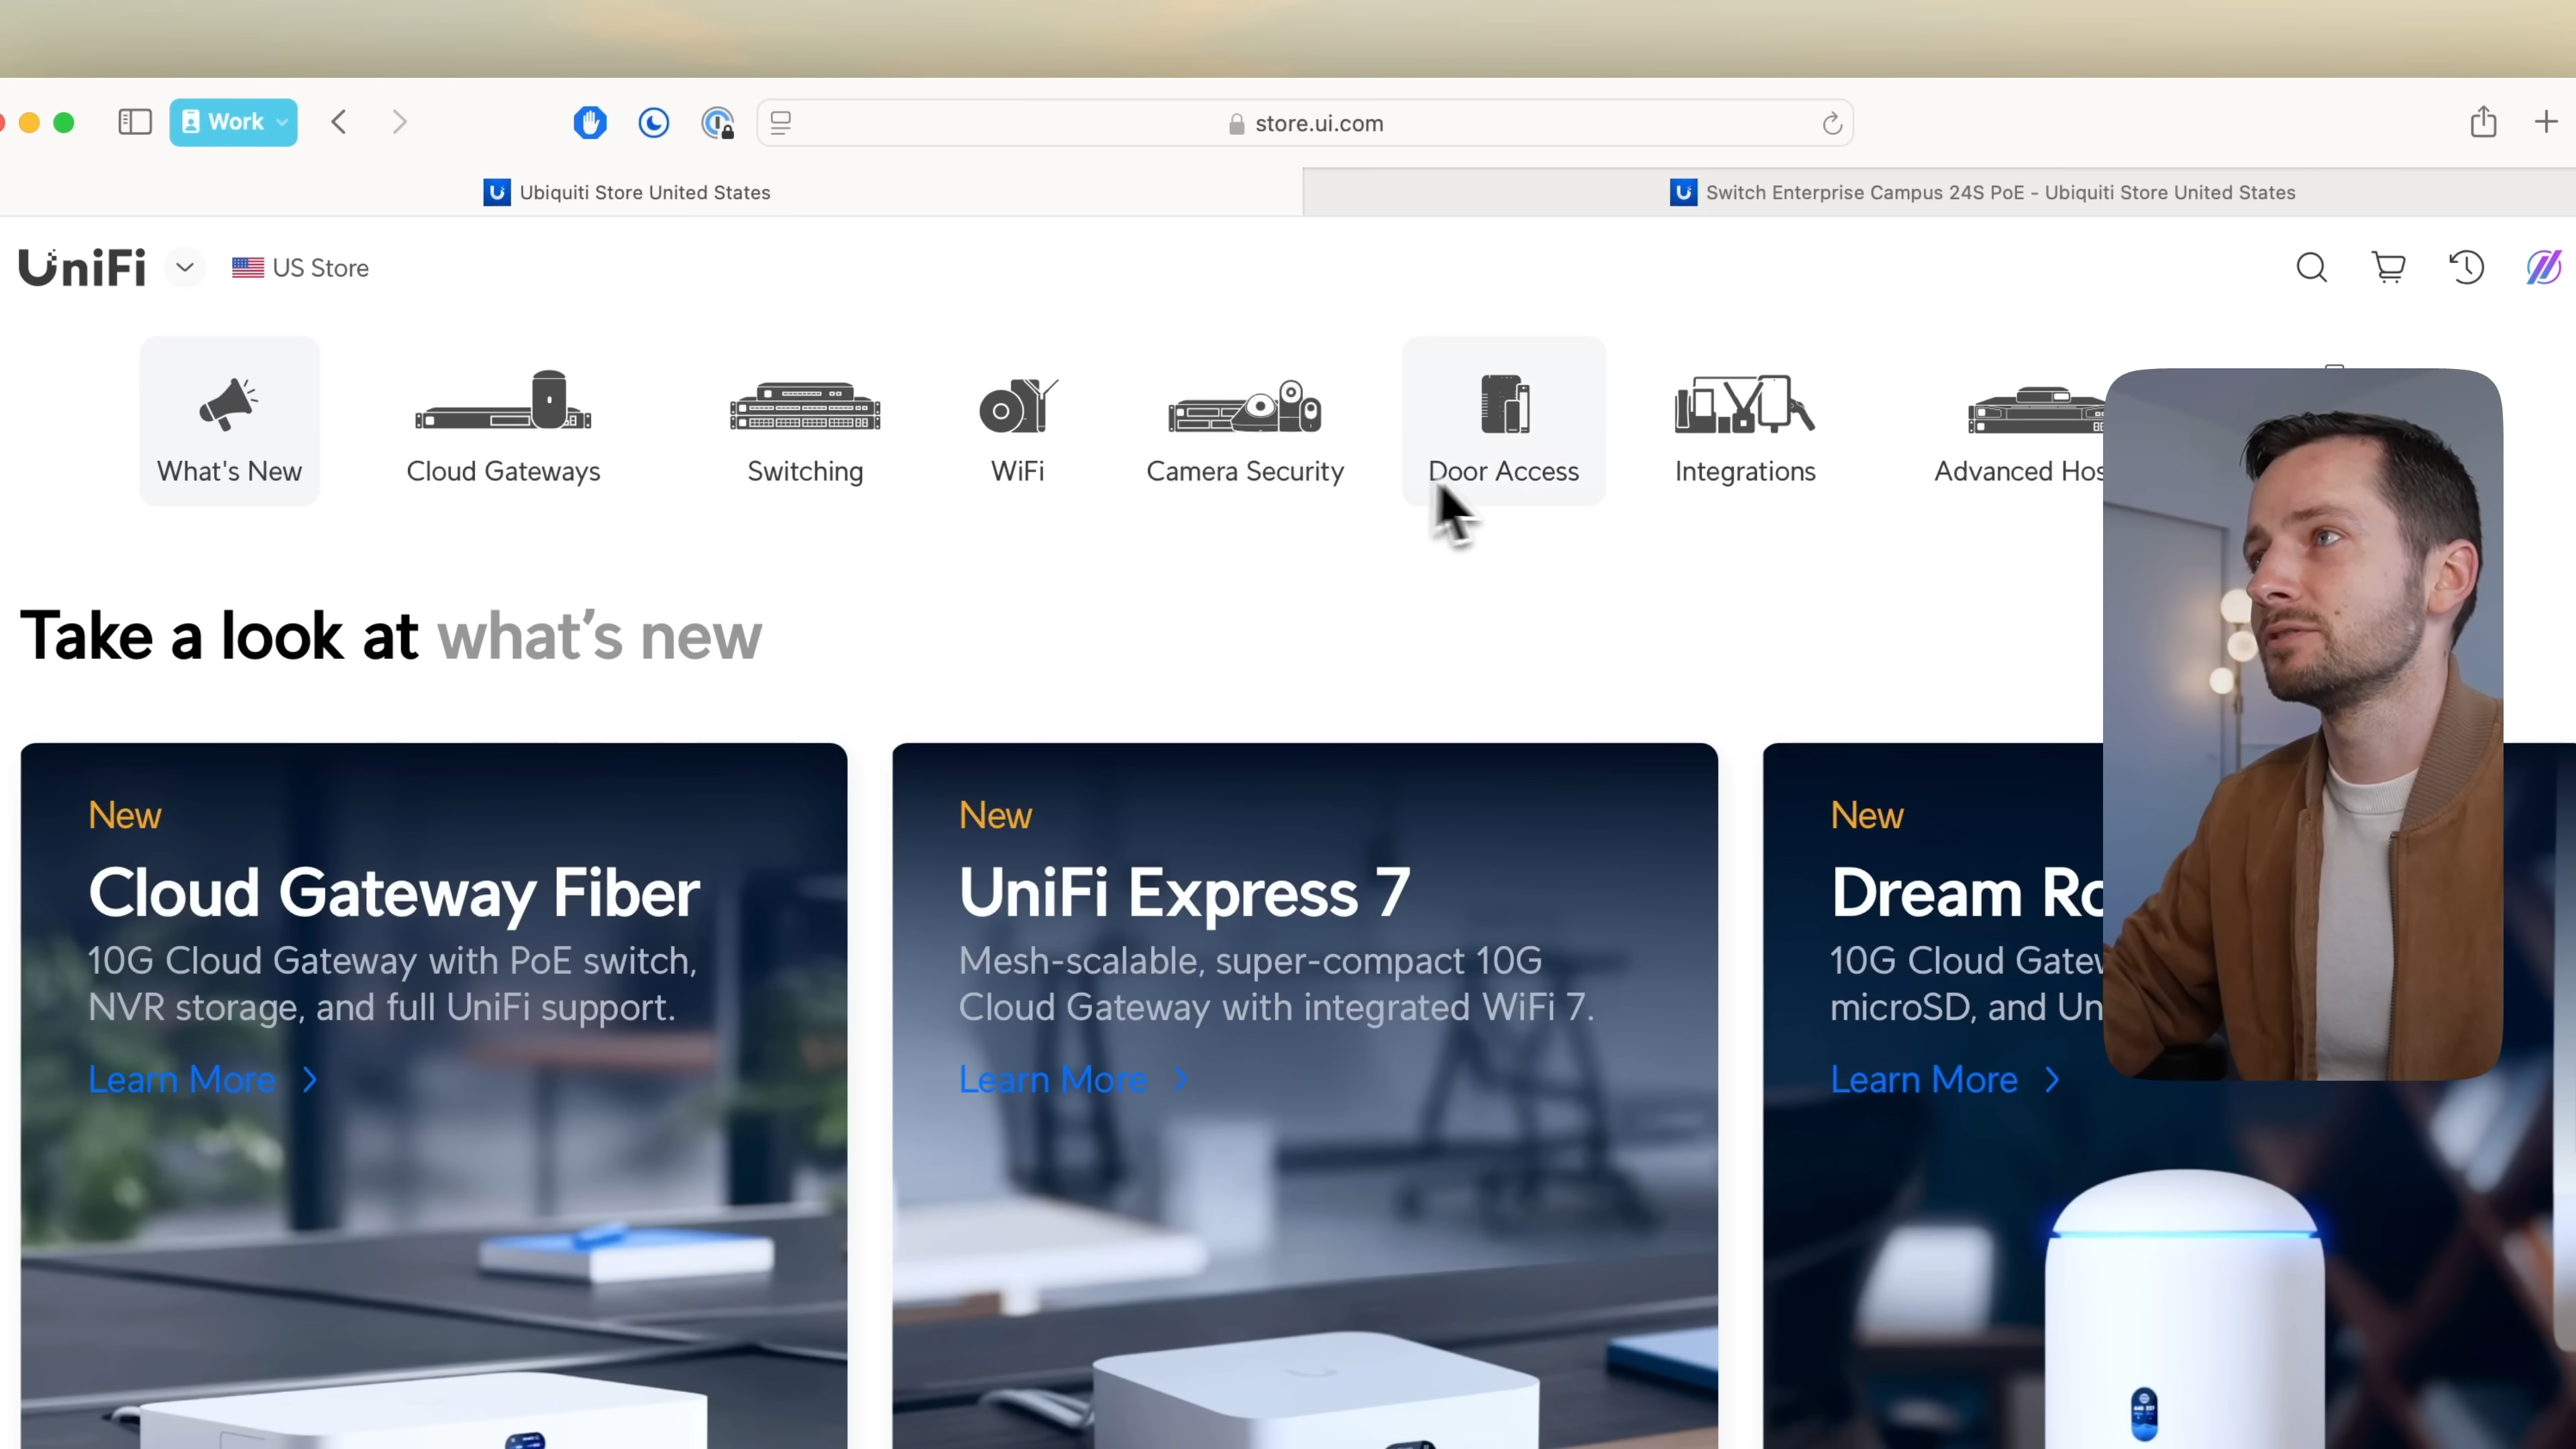 Work
store.ui.com
Ubiquiti Store United States
Switch Enterprise Campus 24S PoE - Ubiquiti Store United States
UniFi
US Store
What's New
Cloud Gateways
Switching
WiFi
Camera Security
Door Access
Integrations
Advanced Hos
Take a look at what's new
New
Cloud Gateway Fiber
10G Cloud Gateway with PoE switch,
NVR storage, and full UniFi support.
Learn More
New
UniFi Express 7
Mesh-scalable, super-compact 10G
Cloud Gateway with integrated WiFi 7.
Learn More
New
Dream Ro
10G Cloud Gatew
microSD, and Un
Learn More